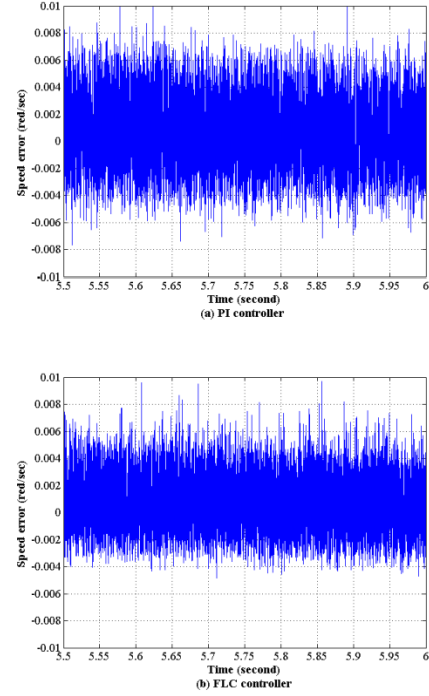 0.01
0.008
0.006
0.004
0.002
0
-0.002
-0.004
-0.006
-0.008
-0.01
Speed error (red/sec)
5.5 5.55 5.6 5.65 5.7 5.75 5.8 5.85 5.9 5.95 6
Time (second)
(a) PI controller
0.01
0.008
0.006
0.004
0.002
0
-0.002
-0.004
-0.006
-0.008
-0.01
Speed error (red/sec)
5.5 5.55 5.6 5.65 5.7 5.75 5.8 5.85 5.9 5.95 6
Time (second)
(b) FLC controller